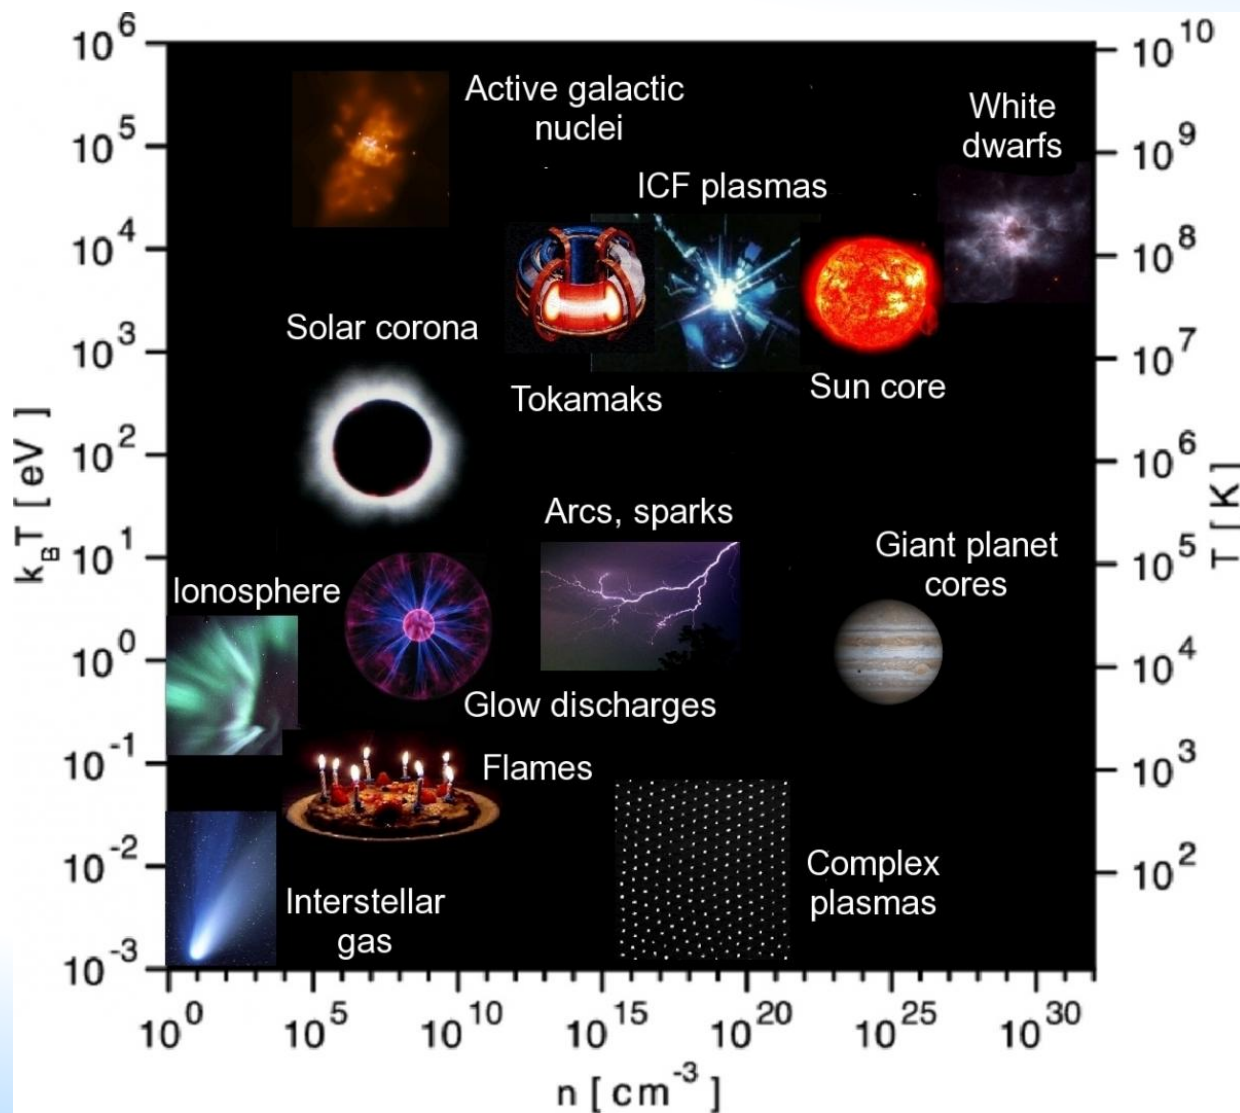 10^6
10^5
10^4
10^3
10^2
10^1
10^0
10^-1
10^-2
10^-3
k_B T [ eV ]
10^10
10^9
10^8
10^7
10^6
10^5
10^4
10^3
10^2
T [ K ]
Active galactic
nuclei
White
dwarfs
ICF plasmas
Solar corona
Tokamaks
Sun core
Arcs, sparks
Giant planet
cores
Ionosphere
Glow discharges
Flames
Complex
plasmas
Interstellar
gas
10^0 10^5 10^10 10^15 10^20 10^25 10^30
n [ cm^-3 ]